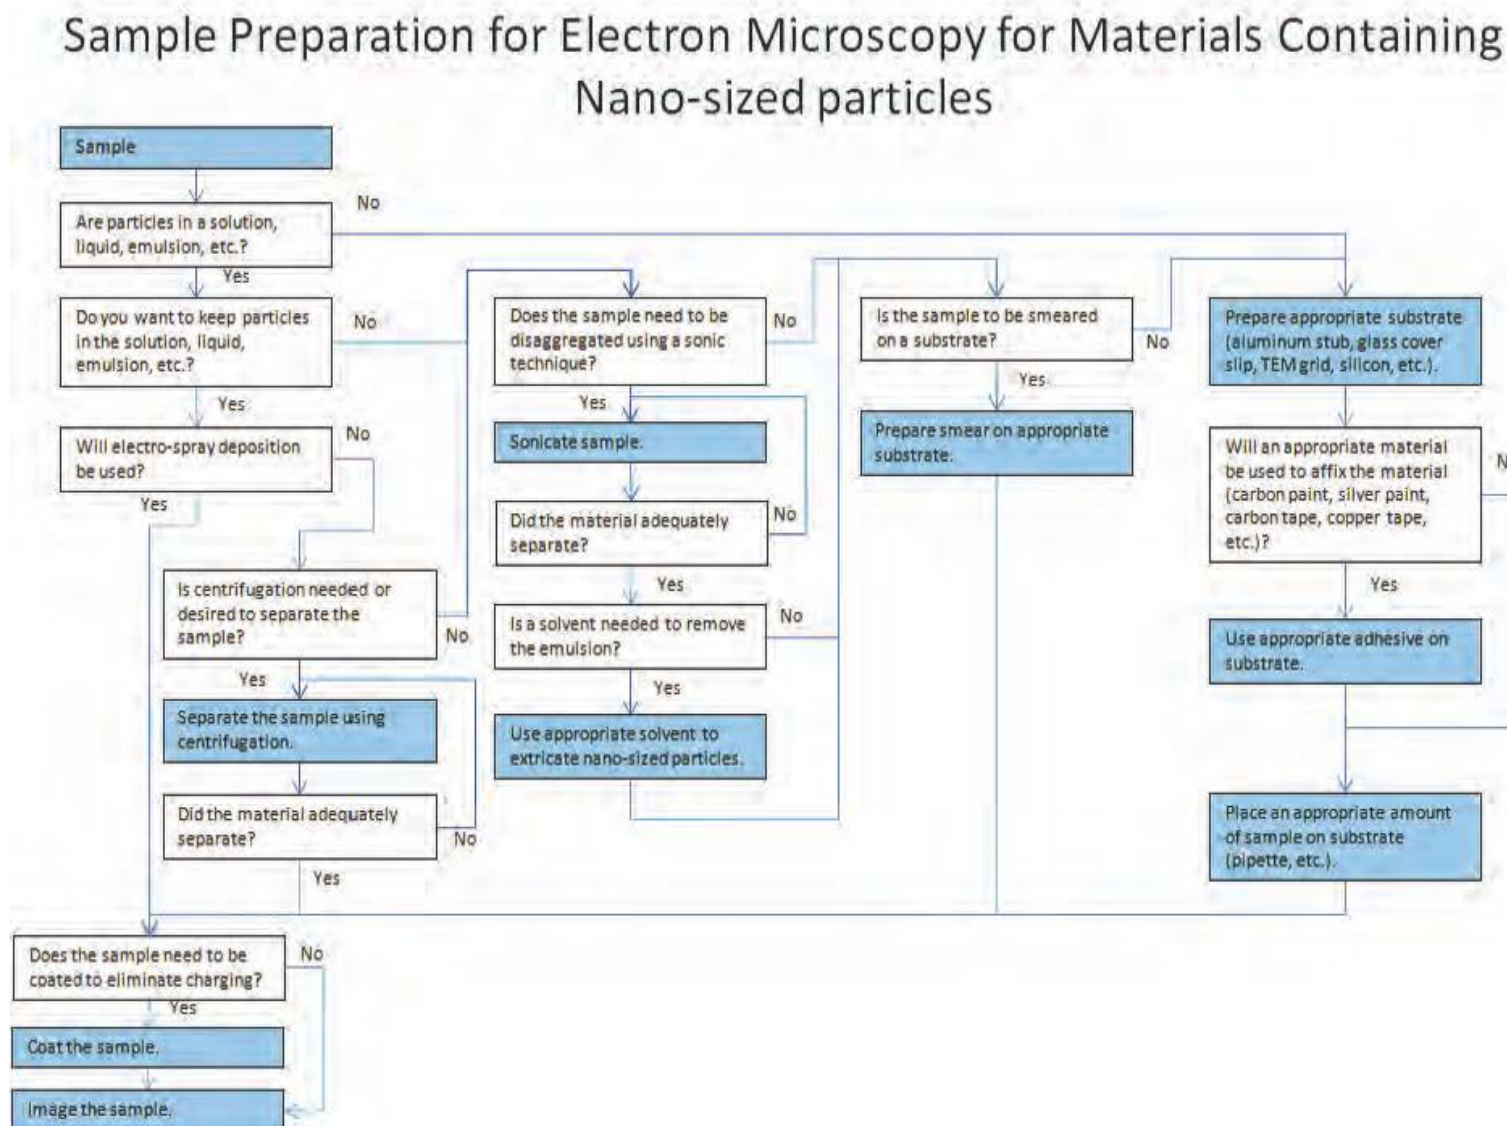 Sample Preparation for Electron Microscopy for Materials Containing
Nano-sized particles
Sample
Are particles in a solution,
liquid, emulsion, etc.?
No
Yes
Do you want to keep particles
in the solution, liquid,
emulsion, etc.?
No
Yes
Will electro-spray deposition
be used?
No
Yes
Is centrifugation needed or
desired to separate the
sample?
No
Yes
Separate the sample using
centrifugation.
Did the material adequately
separate?
No
Yes
Does the sample need to be
disaggregated using a sonic
technique?
No
Yes
Sonicate sample.
Did the material adequately
separate?
No
Yes
Is a solvent needed to remove
the emulsion?
No
Yes
Use appropriate solvent to
extricate nano-sized particles.
Is the sample to be smeared
on a substrate?
No
Yes
Prepare smear on appropriate
substrate.
Prepare appropriate substrate
(aluminum stub, glass cover
slip, TEM grid, silicon, etc.).
Will an appropriate material
be used to affix the material
(carbon paint, silver paint,
carbon tape, copper tape,
etc.)?
N
Yes
Use appropriate adhesive on
substrate.
Place an appropriate amount
of sample on substrate
(pipette, etc.).
Does the sample need to be
coated to eliminate charging?
No
Yes
Coat the sample.
Image the sample.